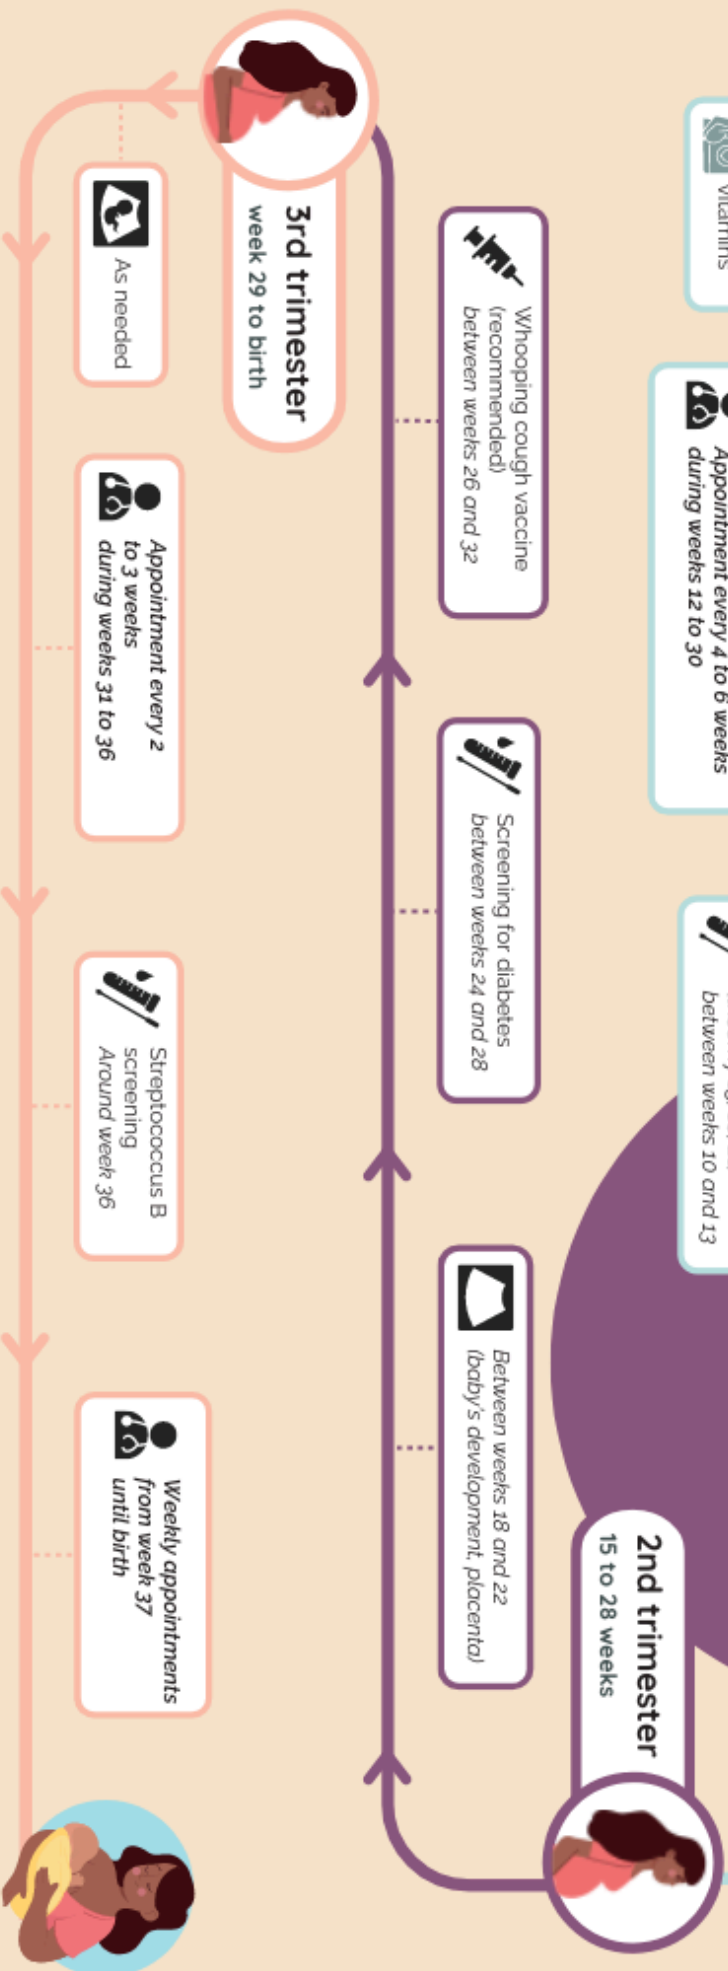 vitamins
Appointment every 4 to 6 weeks
during weeks 12 to 30
between weeks 10 and 13
2nd trimester
15 to 28 weeks
Whooping cough vaccine
(recommended)
between weeks 26 and 32
Screening for diabetes
between weeks 24 and 28
Between weeks 18 and 22
(baby's development, placenta)
3rd trimester
week 29 to birth
As needed
Appointment every 2
to 3 weeks
during weeks 31 to 36
Streptococcus B
screening
Around week 36
Weekly appointments
from week 37
until birth